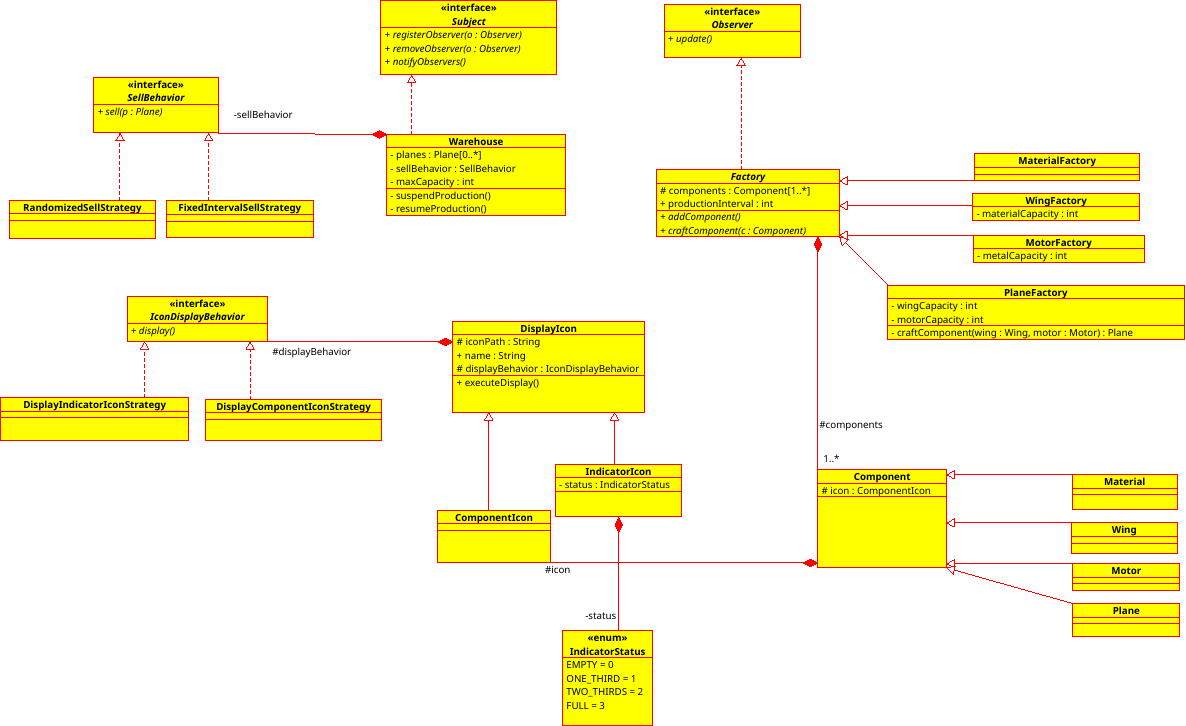 «interface»
Subject
+ registerObserver(o : Observer)
+ removeObserver(o : Observer)
+ notifyObservers()
«interface»
Observer
+ update()
«interface»
SellBehavior
+ sell(p : Plane)
-sellBehavior
Warehouse
- planes : Plane[0..*]
- sellBehavior : SellBehavior
- maxCapacity : int
- suspendProduction()
- resumeProduction()
RandomizedSellStrategy
FixedIntervalSellStrategy
Factory
# components : Component[1..*]
+ productionInterval : int
+ addComponent()
+ craftComponent(c : Component)
MaterialFactory
WingFactory
- materialCapacity : int
MotorFactory
- metalCapacity : int
PlaneFactory
- wingCapacity : int
- motorCapacity : int
- craftComponent(wing : Wing, motor : Motor) : Plane
«interface»
IconDisplayBehavior
+ display()
#displayBehavior
DisplayIcon
# iconPath : String
+ name : String
# displayBehavior : IconDisplayBehavior
+ executeDisplay()
DisplayIndicatorIconStrategy
DisplayComponentIconStrategy
#components
1..*
IndicatorIcon
- status : IndicatorStatus
ComponentIcon
#icon
Component
# icon : ComponentIcon
Material
Wing
Motor
Plane
-status
«enum»
IndicatorStatus
EMPTY = 0
ONE_THIRD = 1
TWO_THIRDS = 2
FULL = 3